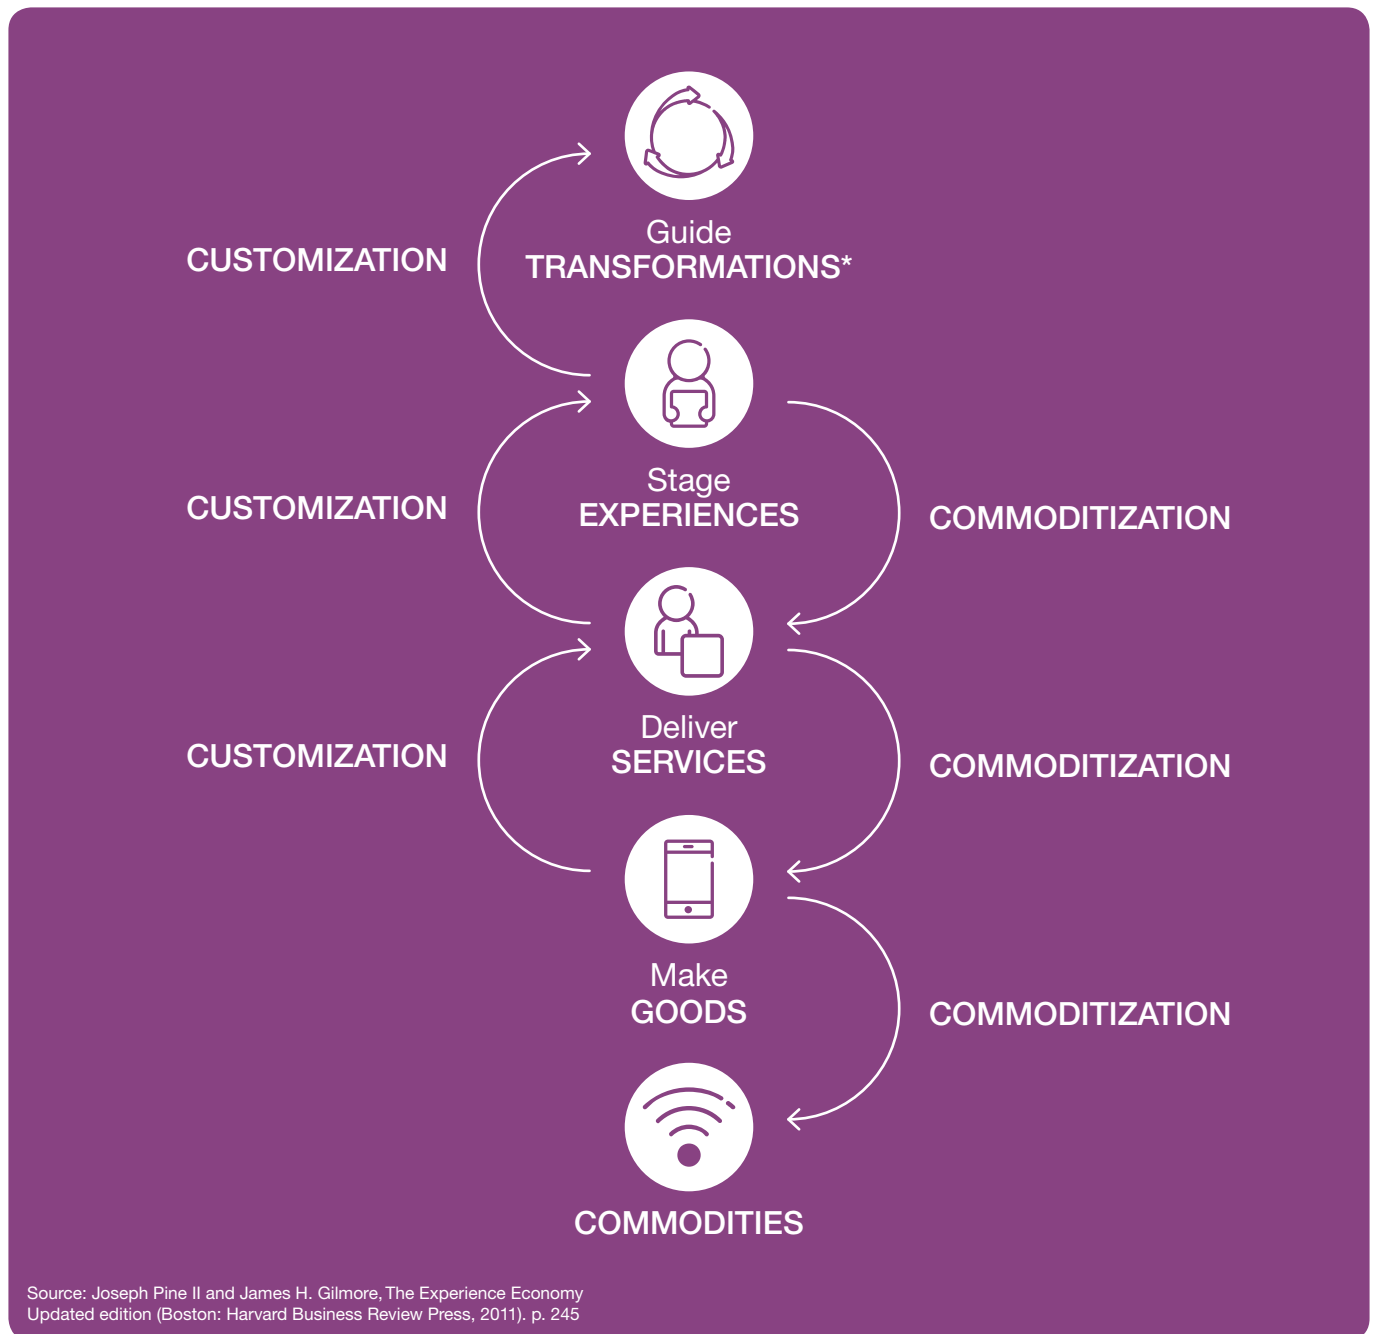 Guide
TRANSFORMATIONS*
CUSTOMIZATION
Stage
EXPERIENCES
CUSTOMIZATION
COMMODITIZATION
Deliver
SERVICES
CUSTOMIZATION
COMMODITIZATION
Make
GOODS
COMMODITIZATION
COMMODITIES
Source: Joseph Pine II and James H. Gilmore, The Experience Economy
Updated edition (Boston: Harvard Business Review Press, 2011). p. 245